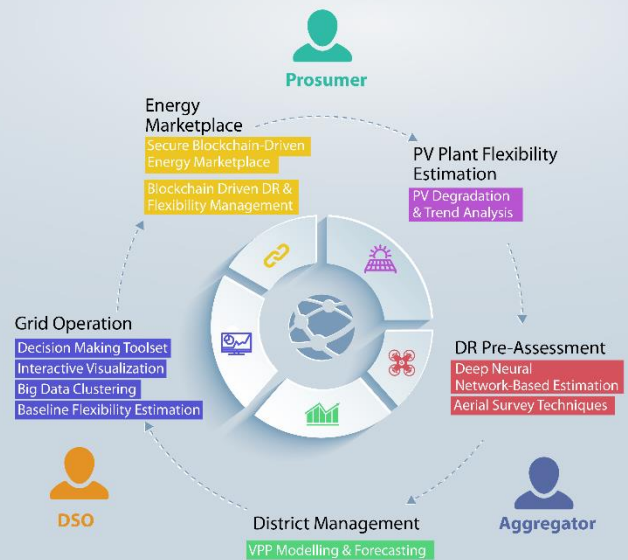 Prosumer
Energy
Marketplace
Secure Blockchain-Driven
Energy Marketplace
Blockchain Driven DR &
Flexibility Management
PV Plant Flexibility
Estimation
PV Degradation
& Trend Analysis
Grid Operation
Decision Making Toolset
Interactive Visualization
Big Data Clustering
Baseline Flexibility Estimation
DR Pre-Assessment
Deep Neural
Network-Based Estimation
Aerial Survey Techniques
DSO
District Management
VPP Modelling & Forecasting
Aggregator